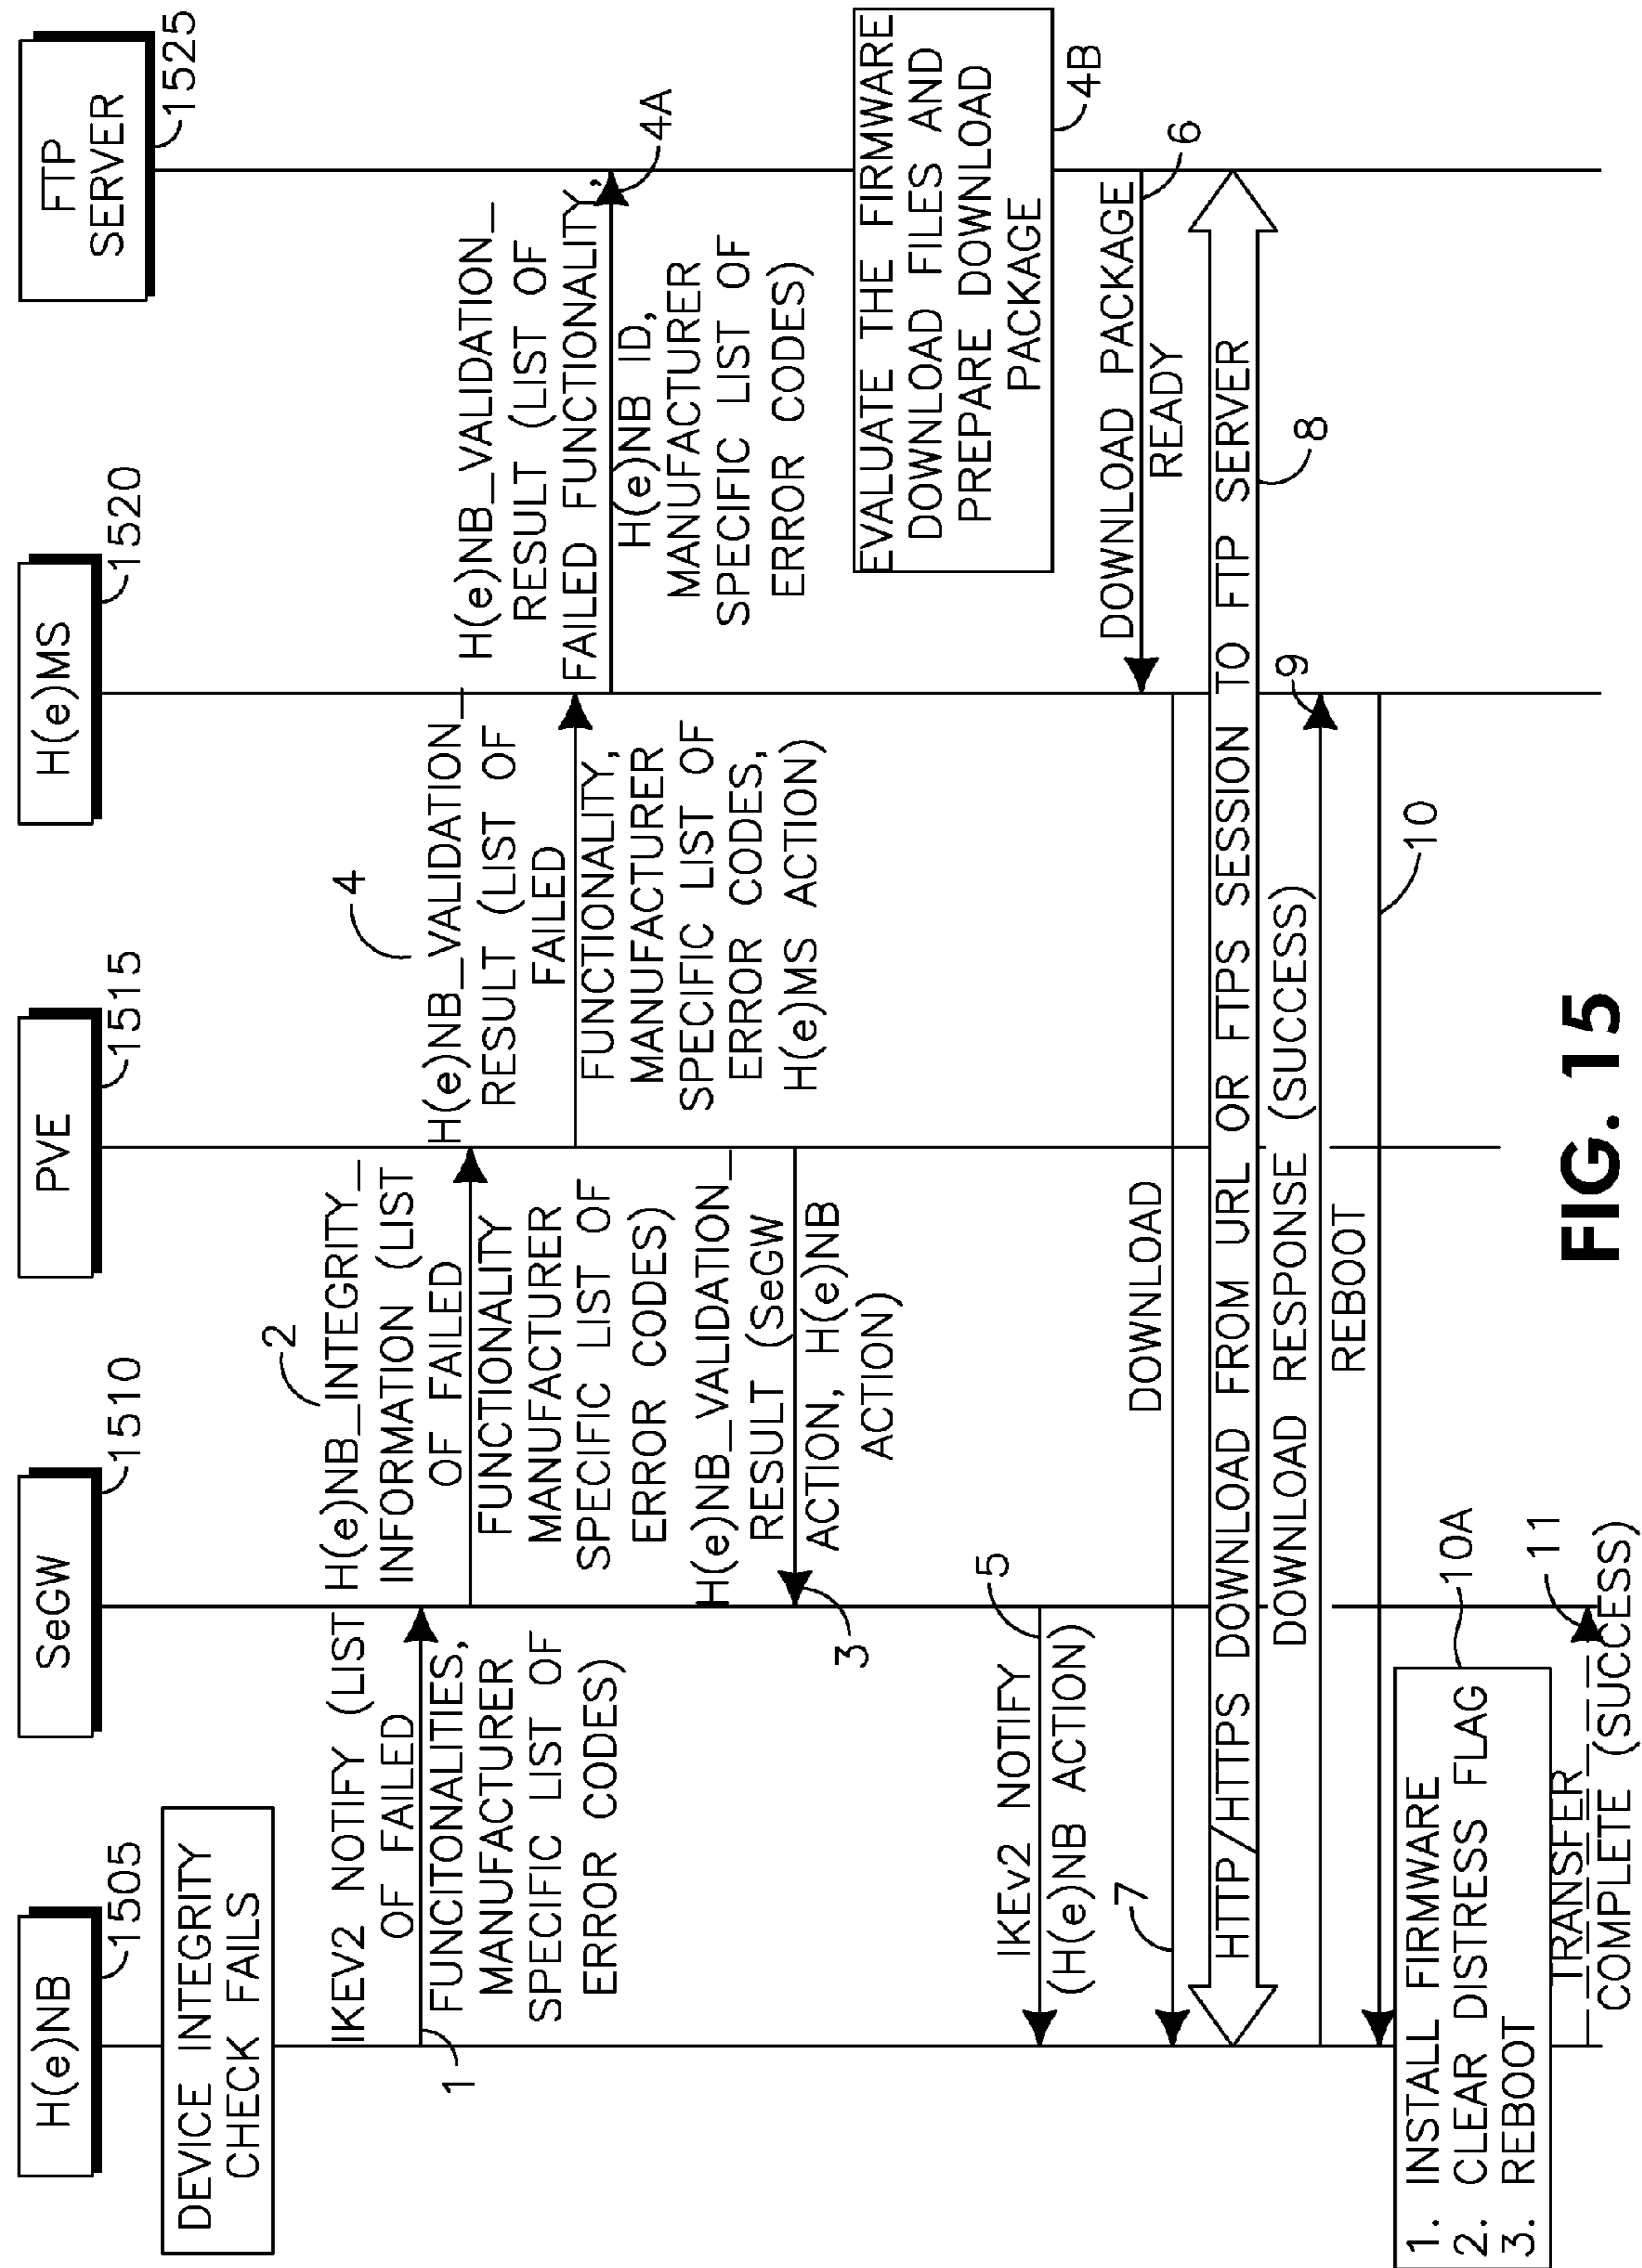 H(e)NB
1505
SeGW
1510
PVE
1515
H(e)MS
1520
FTP
SERVER
1525
DEVICE INTEGRITY
CHECK FAILS
IKEV2 NOTIFY (LIST
OF FAILED
FUNCITONALITIES,
MANUFACTURER
SPECIFIC LIST OF
ERROR CODES)
1
2
H(e)NB_INTEGRITY_
INFORMATION (LIST
OF FAILED
FUNCTIONALITY
MANUFACTURER
SPECIFIC LIST OF
ERROR CODES)
H(e)NB_VALIDATION_
RESULT (SeGW
ACTION, H(e)NB
ACTION)
3
4
H(e)NB_VALIDATION_
RESULT (LIST OF
FAILED
FUNCTIONALITY,
MANUFACTURER
SPECIFIC LIST OF
ERROR CODES,
H(e)MS ACTION)
H(e)NB_VALIDATION_
RESULT (LIST OF
FAILED FUNCTIONALITY,
H(e)NB ID,
MANUFACTURER
SPECIFIC LIST OF
ERROR CODES)
4A
EVALUATE THE FIRMWARE
DOWNLOAD FILES AND
PREPARE DOWNLOAD
PACKAGE
4B
IKEv2 NOTIFY
(H(e)NB ACTION)
5
DOWNLOAD PACKAGE
READY
6
DOWNLOAD
7
HTTP/HTTPS DOWNLOAD FROM URL OR FTPS SESSION TO FTP SERVER
8
DOWNLOAD RESPONSE (SUCCESS)
9
REBOOT
10
1. INSTALL FIRMWARE
2. CLEAR DISTRESS FLAG
3. REBOOT
10A
TRANSFER
COMPLETE (SUCCESS)
11
FIG. 15